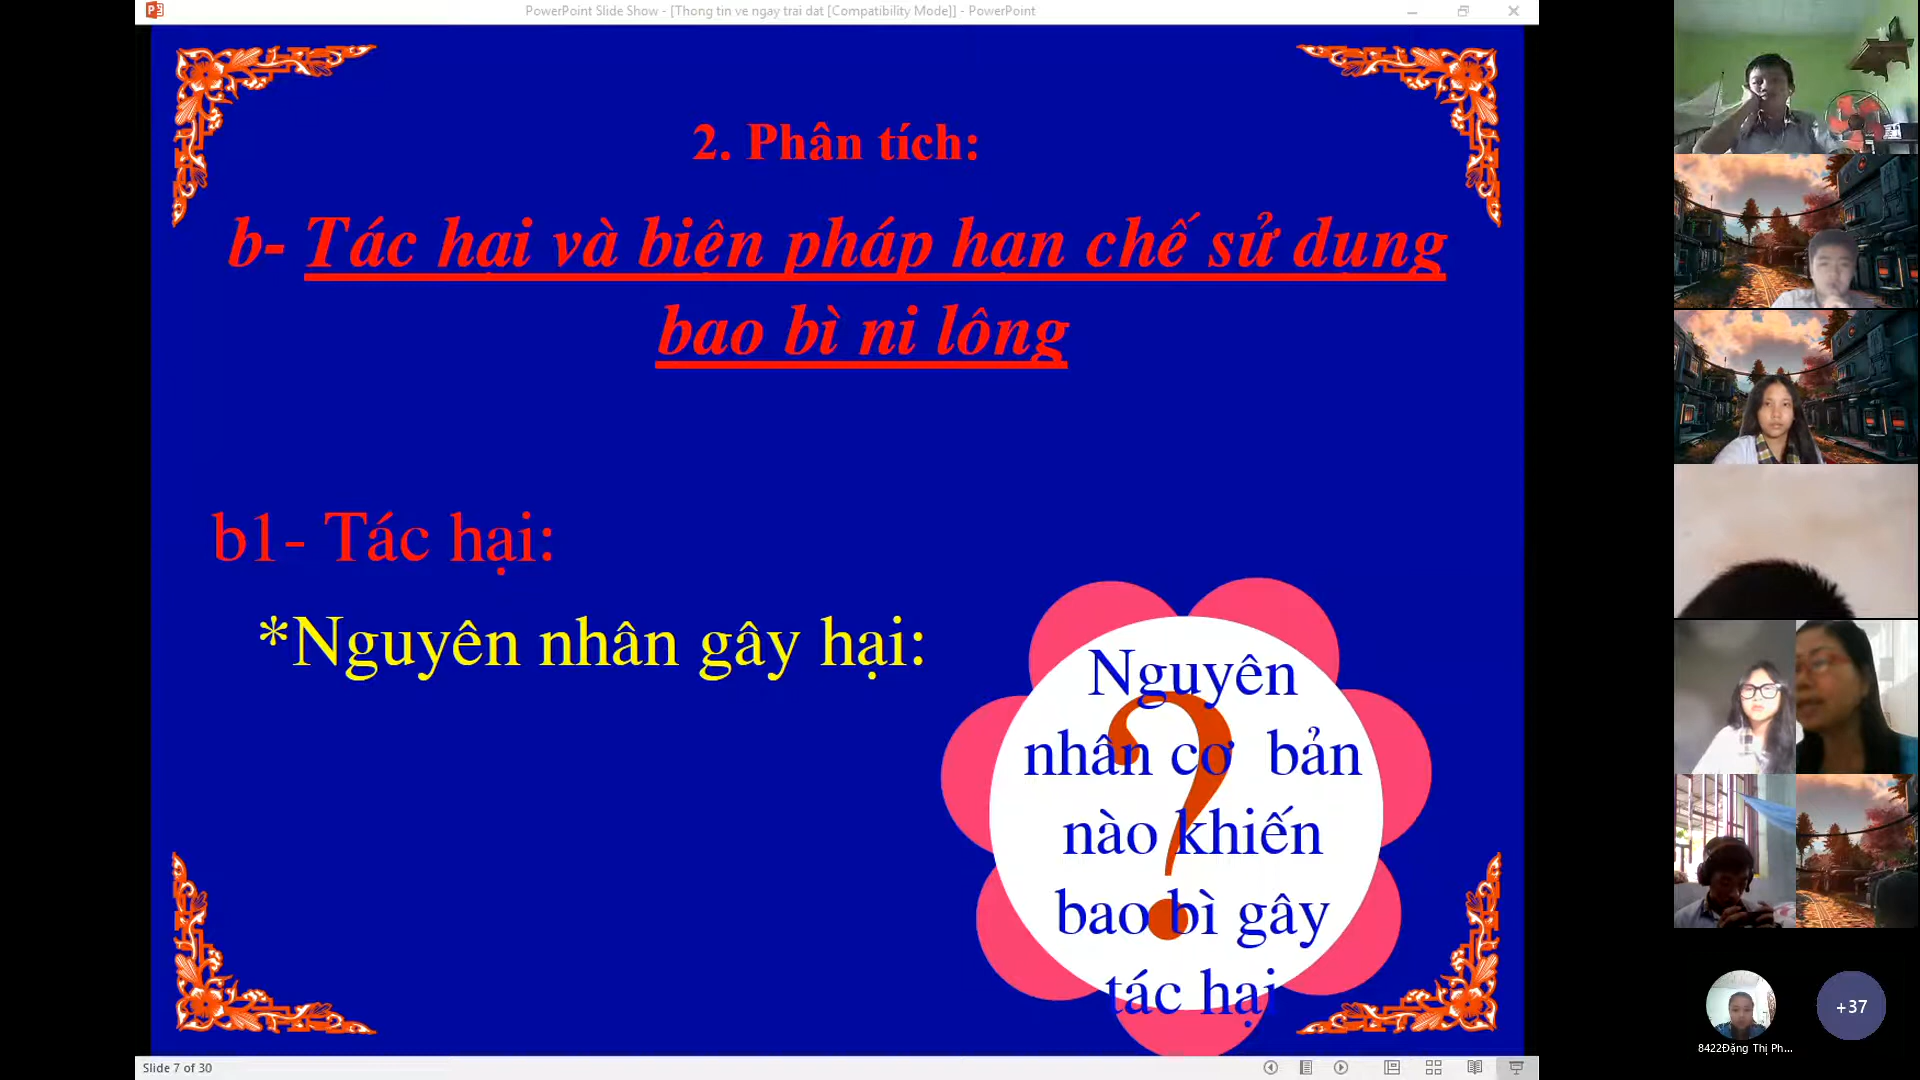 PowerPoint Slide Show - [Thong tin ve ngay trai dat [Compatibility Mode]] - PowerPoint
2. Phân tích:
b- Tác hại và biện pháp hạn chế sử dụng
bao bì ni lông
b1- Tác hại:
*Nguyên nhân gây hại:
Nguyên
nhân cơ bản
nào khiến
bao bì gây
tác hại
?
Slide 7 of 30
+37
8422Đặng Thị Ph...